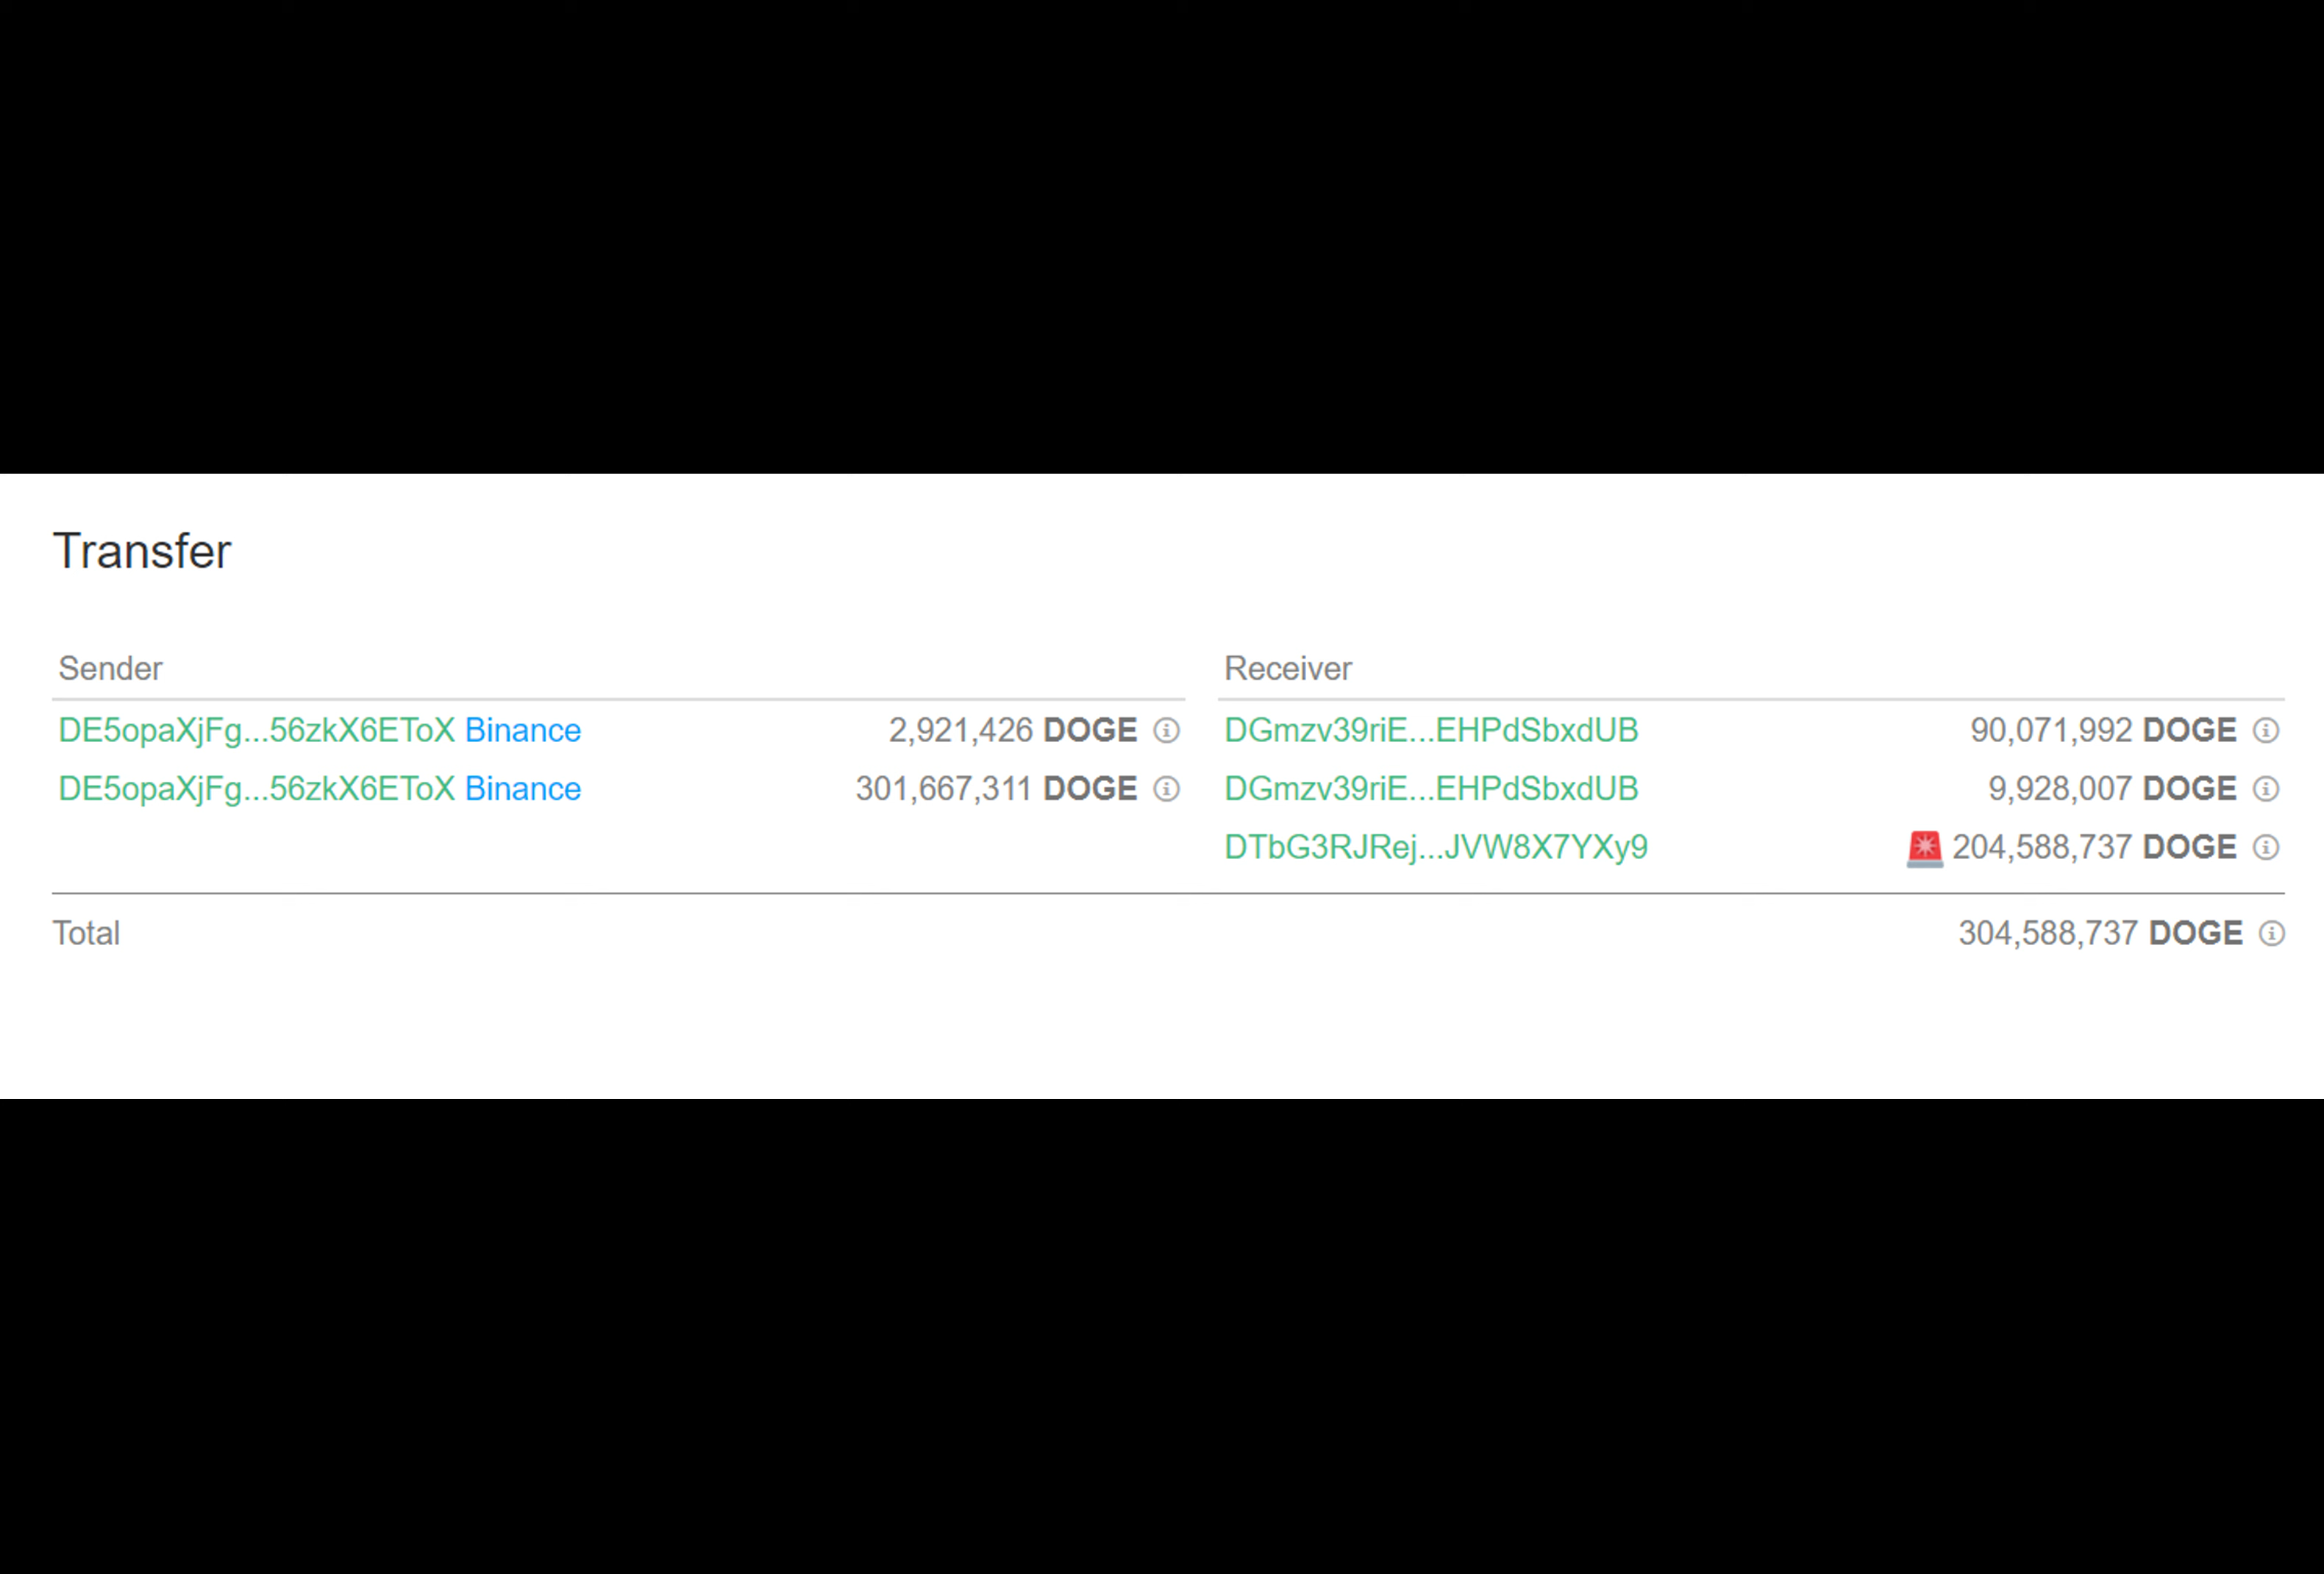 Transfer
Sender Receiver
DE5opaXjFg...56zkX6EToX Binance 2,921,426 DOGE DGmzv39riE...EHPdSbxdUB 90,071,992 DOGE
DE5opaXjFg...56zkX6EToX Binance 301,667,311 DOGE DGmzv39riE...EHPdSbxdUB 9,928,007 DOGE
DTbG3RJRej...JVW8X7YXy9 204,588,737 DOGE
Total 304,588,737 DOGE